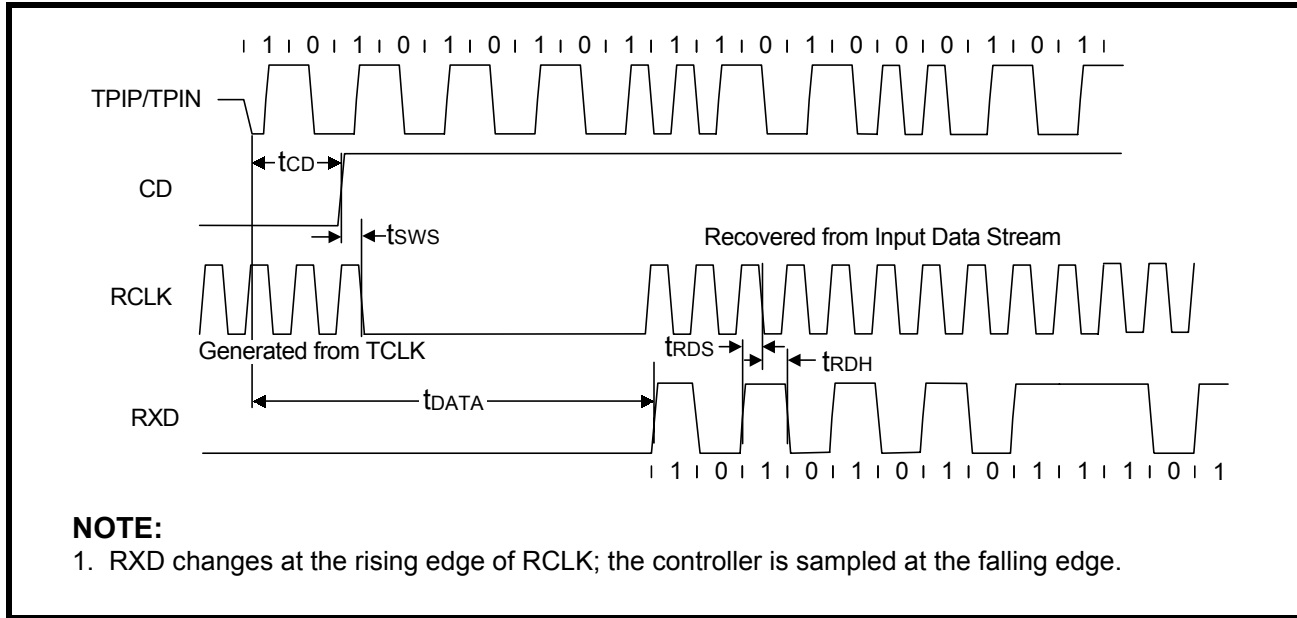 1 0 1 0 1 0 1 0 1 1 1 0 1 0 0 0 1 0 1
TPIP/TPIN
tCD
CD
tSWS
Recovered from Input Data Stream
RCLK
Generated from TCLK
tRDS
tRDH
tDATA
RXD
1 0 1 0 1 0 1 0 1 1 1 0 1
NOTE:
1. RXD changes at the rising edge of RCLK; the controller is sampled at the falling edge.